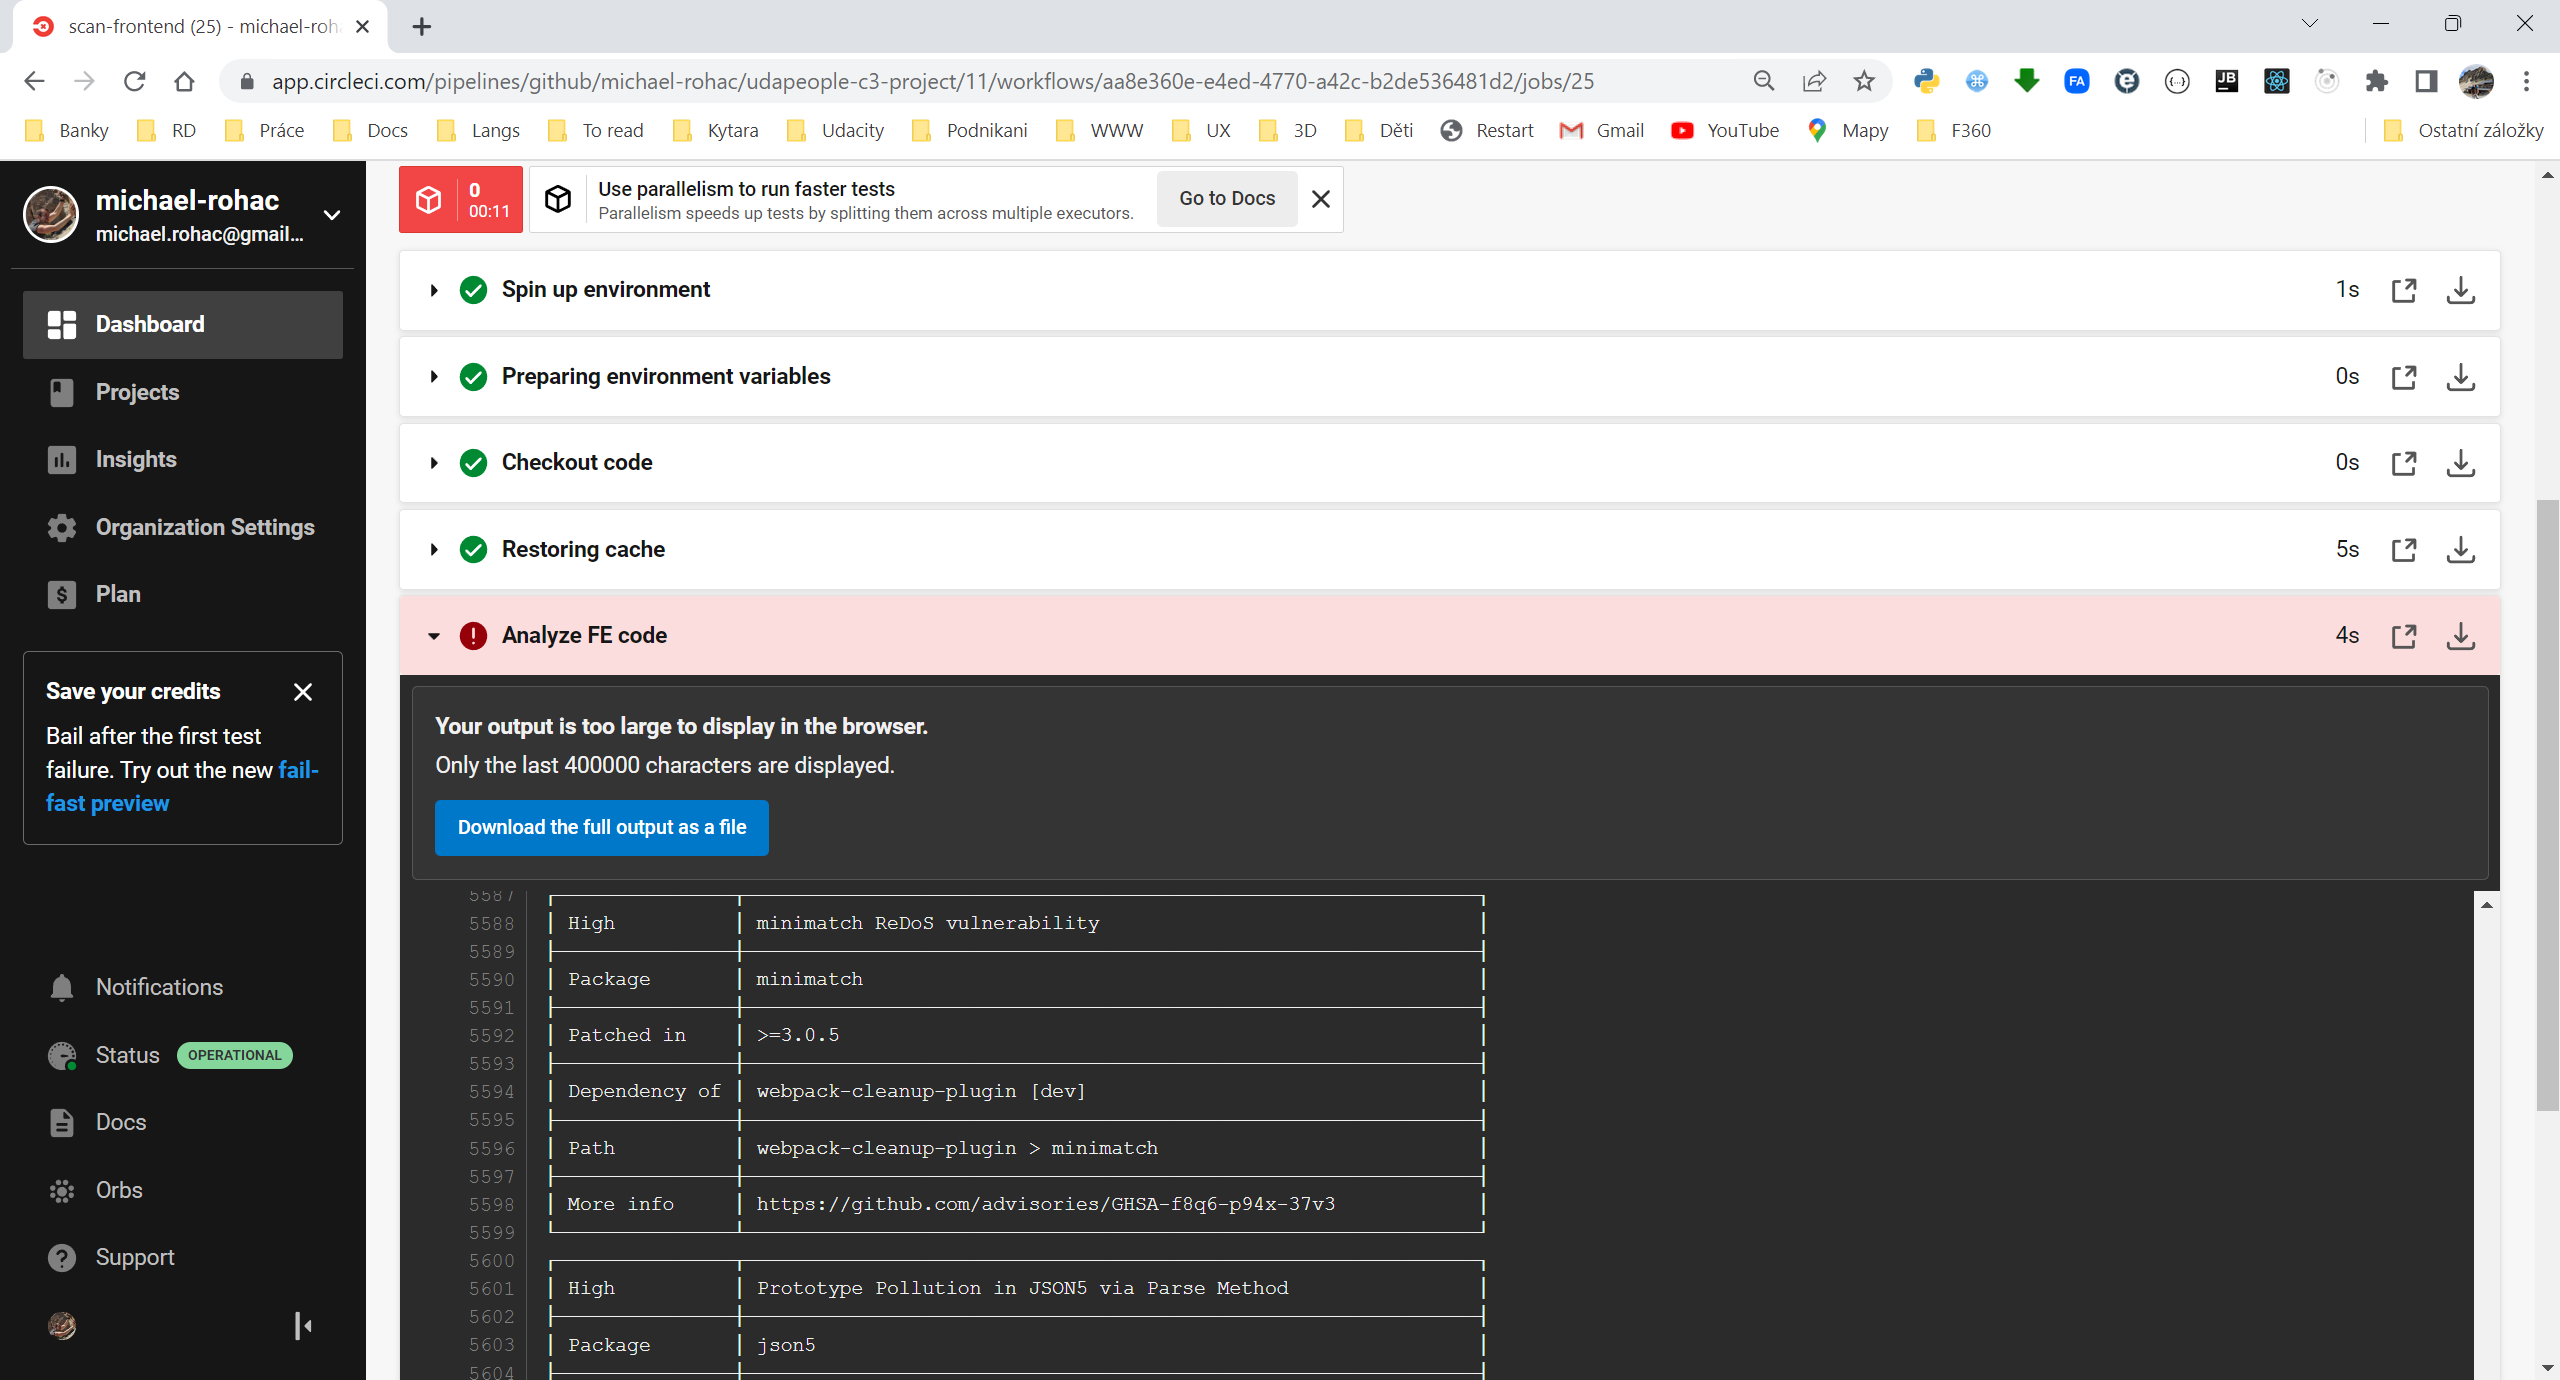 scan-frontend (25) - michael-roh
app.circleci.com/pipelines/github/michael-rohac/udapeople-c3-project/11/workflows/aa8e360e-e4ed-4770-a42c-b2de536481d2/jobs/25
FA
JB
Banky
RD
Práce
Docs
Langs
To read
Kytara
Udacity
Podnikani
WWW
UX
3D
Děti
Restart
Gmail
YouTube
Mapy
F360
Ostatní záložky
michael-rohac
michael.rohac@gmail...
Dashboard
Projects
Insights
Organization Settings
Plan
Save your credits
Bail after the first test
failure. Try out the new fail-
fast preview
Notifications
Status OPERATIONAL
Docs
Orbs
Support
0
00:11
Use parallelism to run faster tests
Parallelism speeds up tests by splitting them across multiple executors.
Go to Docs
Spin up environment 1s
Preparing environment variables 0s
Checkout code 0s
Restoring cache 5s
Analyze FE code 4s
Your output is too large to display in the browser.
Only the last 400000 characters are displayed.
Download the full output as a file
5587
5588 High minimatch ReDoS vulnerability
5589
5590 Package minimatch
5591
5592 Patched in >=3.0.5
5593
5594 Dependency of webpack-cleanup-plugin [dev]
5595
5596 Path webpack-cleanup-plugin > minimatch
5597
5598 More info https://github.com/advisories/GHSA-f8q6-p94x-37v3
5599
5600
5601 High Prototype Pollution in JSON5 via Parse Method
5602
5603 Package json5
5604